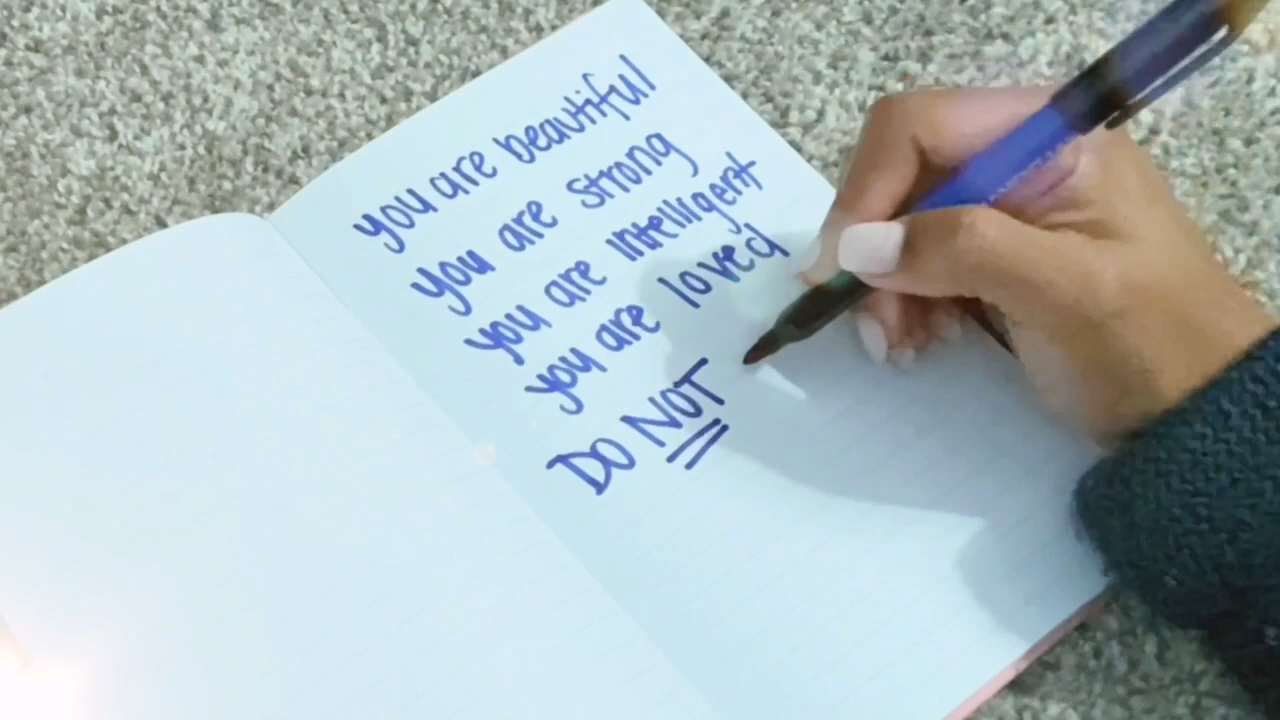 you are beautiful
you are strong
you are intelligent
you are loved
DO NOT